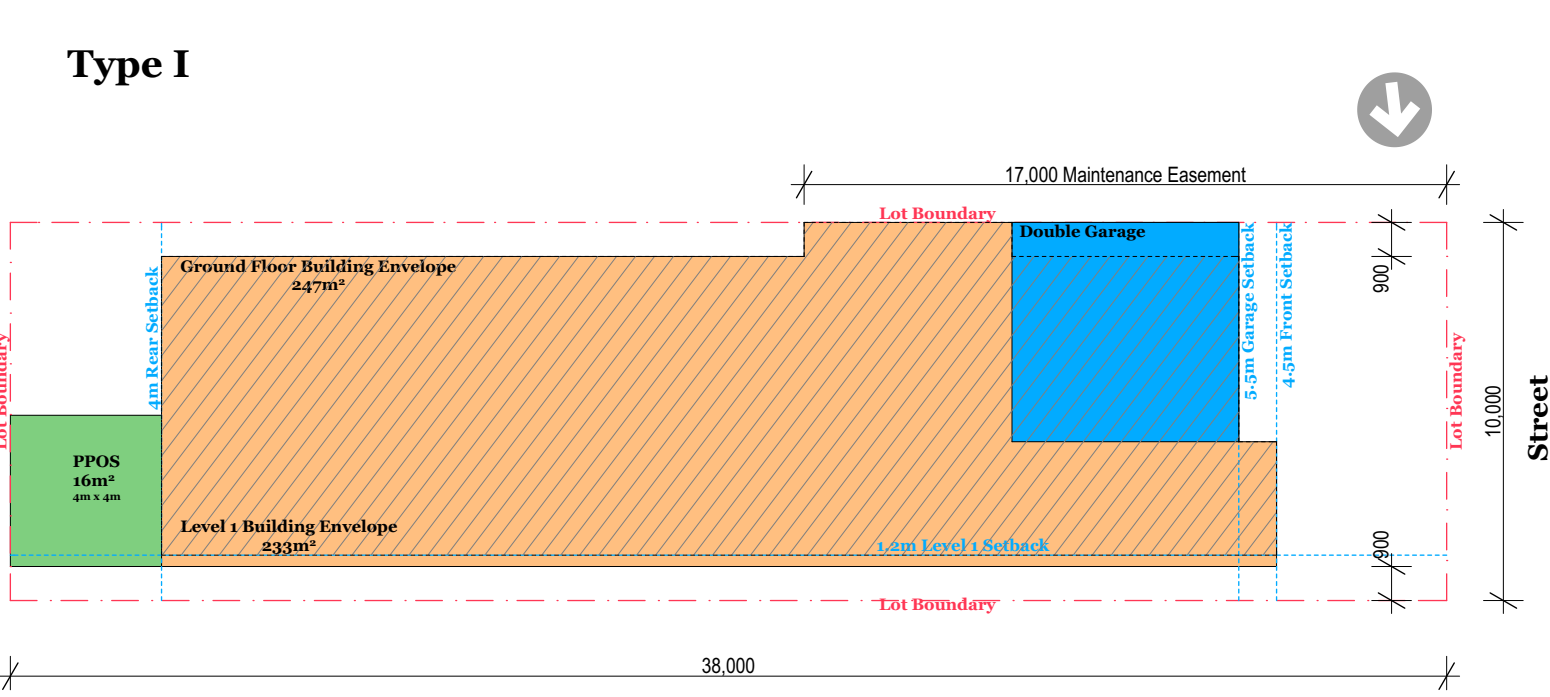 Type I
17,000 Maintenance Easement
Lot Boundary
Double Garage
Ground Floor Building Envelope
247m²
900
4m Rear Setback
5.5m Garage Setback
4.5m Front Setback
Lot Boundary
Lot Boundary
10,000
Street
PPOS
16m²
4m x 4m
Level 1 Building Envelope
233m²
1.2m Level 1 Setback
900
Lot Boundary
38,000